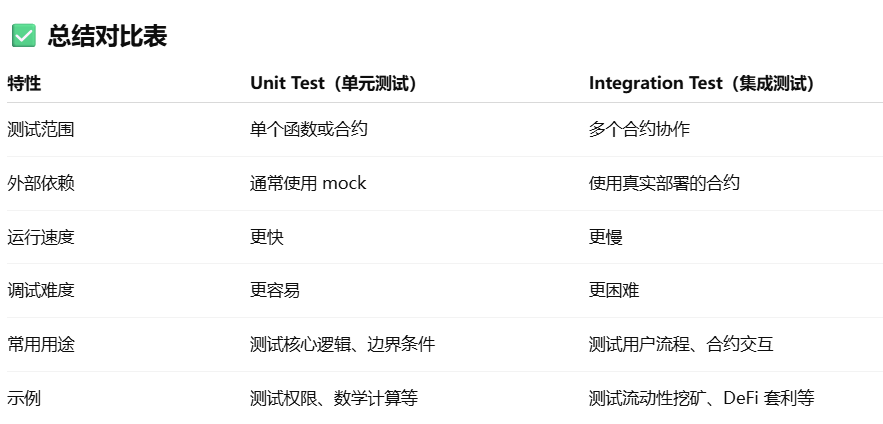 ✅ 总结对比表
特性 Unit Test（单元测试） Integration Test（集成测试）
测试范围 单个函数或合约 多个合约协作
外部依赖 通常使用 mock 使用真实部署的合约
运行速度 更快 更慢
调试难度 更容易 更困难
常用用途 测试核心逻辑、边界条件 测试用户流程、合约交互
示例 测试权限、数学计算等 测试流动性挖矿、DeFi 套利等